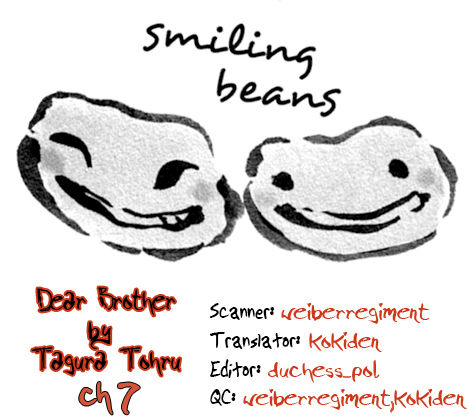 smiling
beans
Dear Brother
by
Tagura Tohru
ch 7
Scanner: weiberregiment
Translator: Kokiden
Editor: duchess_pol
QC: weiberregiment,Kokiden